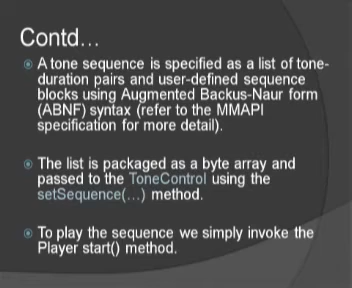 Contd...
A tone sequence is specified as a list of tone-
duration pairs and user-defined sequence
blocks using Augmented Backus-Naur form
(ABNF) syntax (refer to the MMAPI
specification for more detail).
The list is packaged as a byte array and
passed to the ToneControl using the
setSequence(...) method.
To play the sequence we simply invoke the
Player start() method.